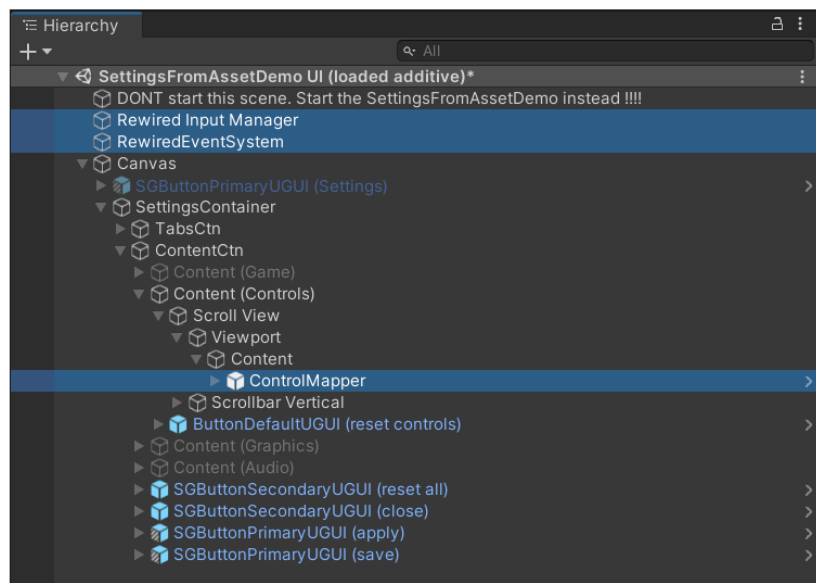 Hierarchy
All
SettingsFromAssetDemo UI (loaded additive)*
DONT start this scene. Start the SettingsFromAssetDemo instead !!!!
Rewired Input Manager
RewiredEventSystem
Canvas
SGButtonPrimaryUGUI (Settings)
SettingsContainer
TabsCtn
ContentCtn
Content (Game)
Content (Controls)
Scroll View
Viewport
Content
ControlMapper
Scrollbar Vertical
ButtonDefaultUGUI (reset controls)
Content (Graphics)
Content (Audio)
SGButtonSecondaryUGUI (reset all)
SGButtonSecondaryUGUI (close)
SGButtonPrimaryUGUI (apply)
SGButtonPrimaryUGUI (save)